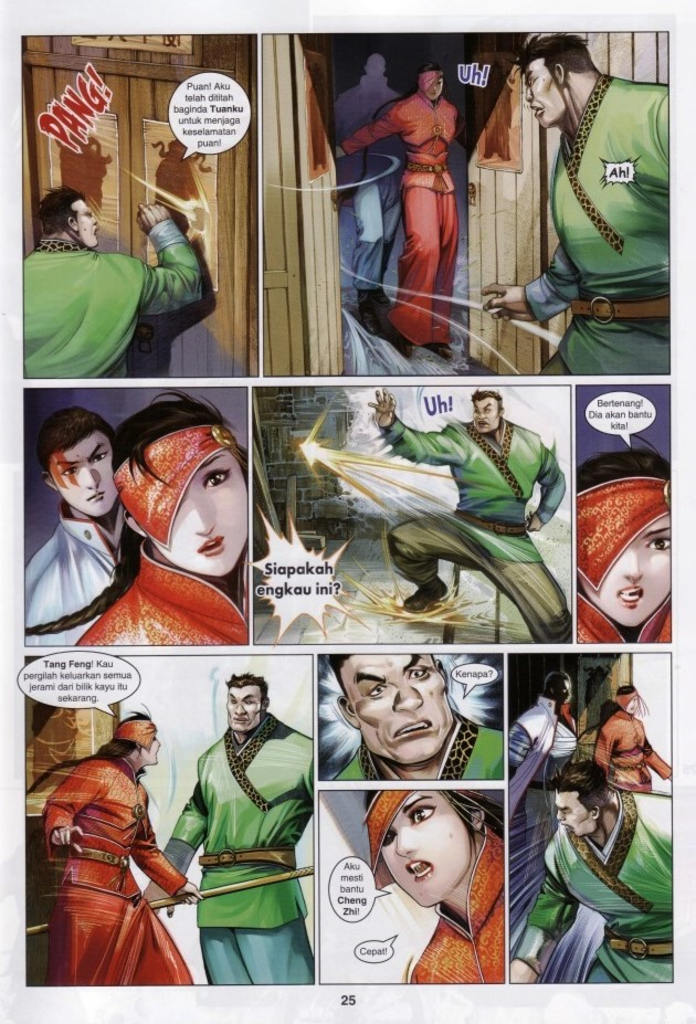 PANG!
Puan! Aku
telah dititah
baginda Tuanku
untuk menjaga
keselamatan
puan!
Uh!
Ah!
Uh!
Siapakah
engkau ini?
Bertenang!
Dia akan bantu
kita!
Tang Feng! Kau
pergilah keluarkan semua
jerami dari bilik kayu itu
sekarang.
Kenapa?
Aku
mesti
bantu
Cheng
Zhi!
Cepat!
25